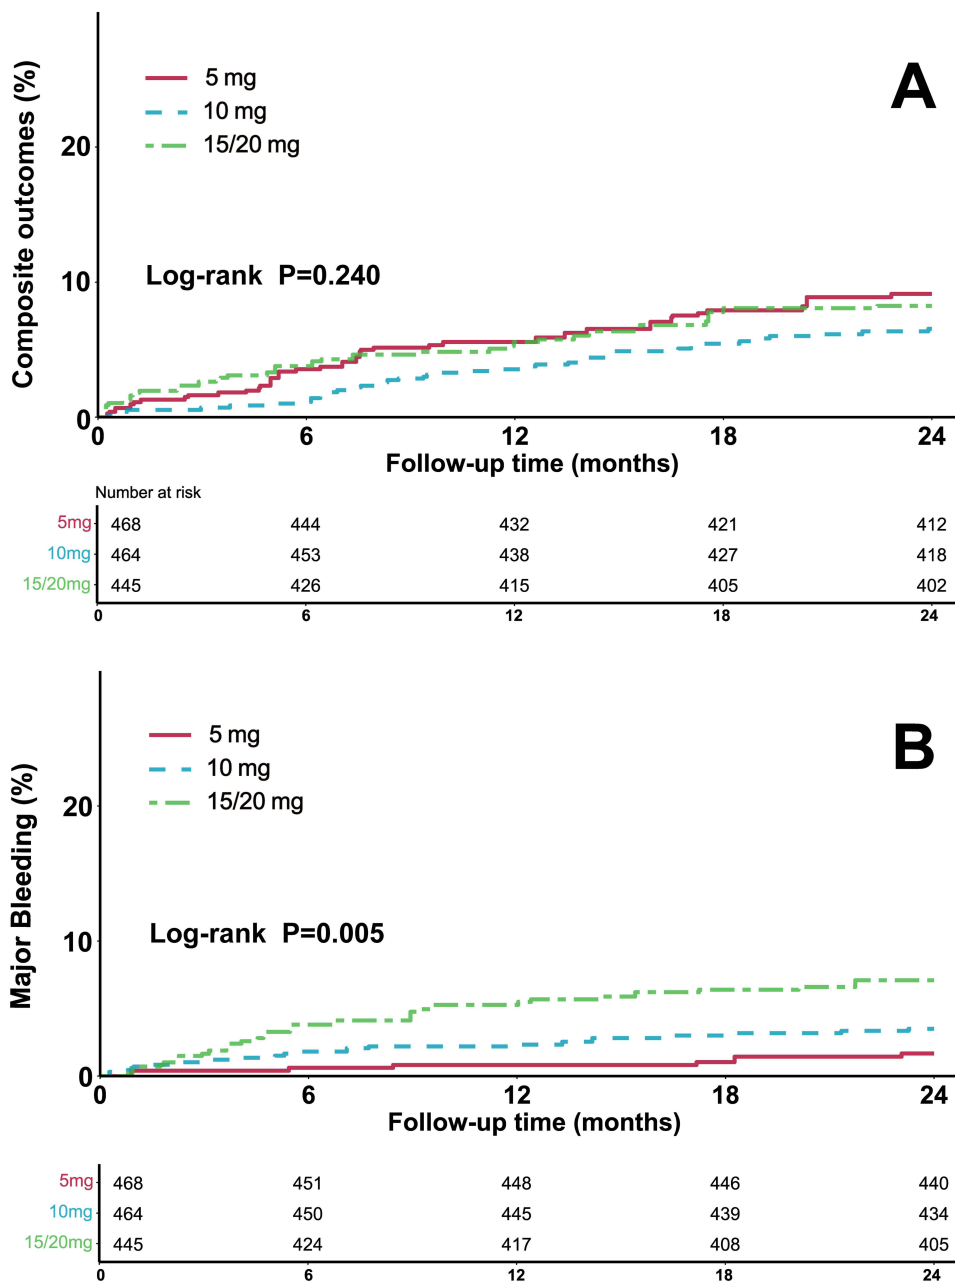 A
5 mg
10 mg
15/20 mg
Composite outcomes (%)
20
10
0
Log-rank P=0.240
0 6 12 18 24
Follow-up time (months)
Number at risk
5mg 468 444 432 421 412
10mg 464 453 438 427 418
15/20mg 445 426 415 405 402
0 6 12 18 24
B
5 mg
10 mg
15/20 mg
Major Bleeding (%)
20
10
0
Log-rank P=0.005
0 6 12 18 24
Follow-up time (months)
5mg 468 451 448 446 440
10mg 464 450 445 439 434
15/20mg 445 424 417 408 405
0 6 12 18 24